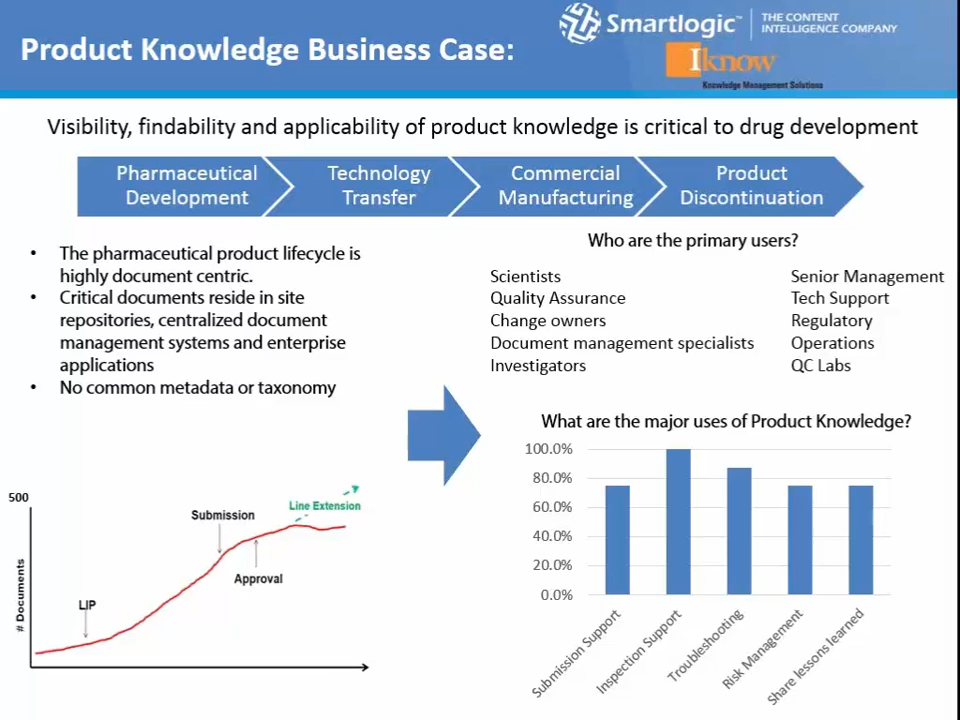 Product Knowledge Business Case:
Smartlogic™
THE CONTENT
INTELLIGENCE COMPANY
Iknow
Knowledge Management Solutions
Visibility, findability and applicability of product knowledge is critical to drug development
Pharmaceutical
Development
Technology
Transfer
Commercial
Manufacturing
Product
Discontinuation
• The pharmaceutical product lifecycle is
highly document centric.
• Critical documents reside in site
repositories, centralized document
management systems and enterprise
applications
• No common metadata or taxonomy
Who are the primary users?
Scientists
Quality Assurance
Change owners
Document management specialists
Investigators
Senior Management
Tech Support
Regulatory
Operations
QC Labs
500
# Documents
LIP
Submission
Approval
Line Extension
What are the major uses of Product Knowledge?
100.0%
80.0%
60.0%
40.0%
20.0%
0.0%
Submission Support
Inspection Support
Troubleshooting
Risk Management
Share lessons learned